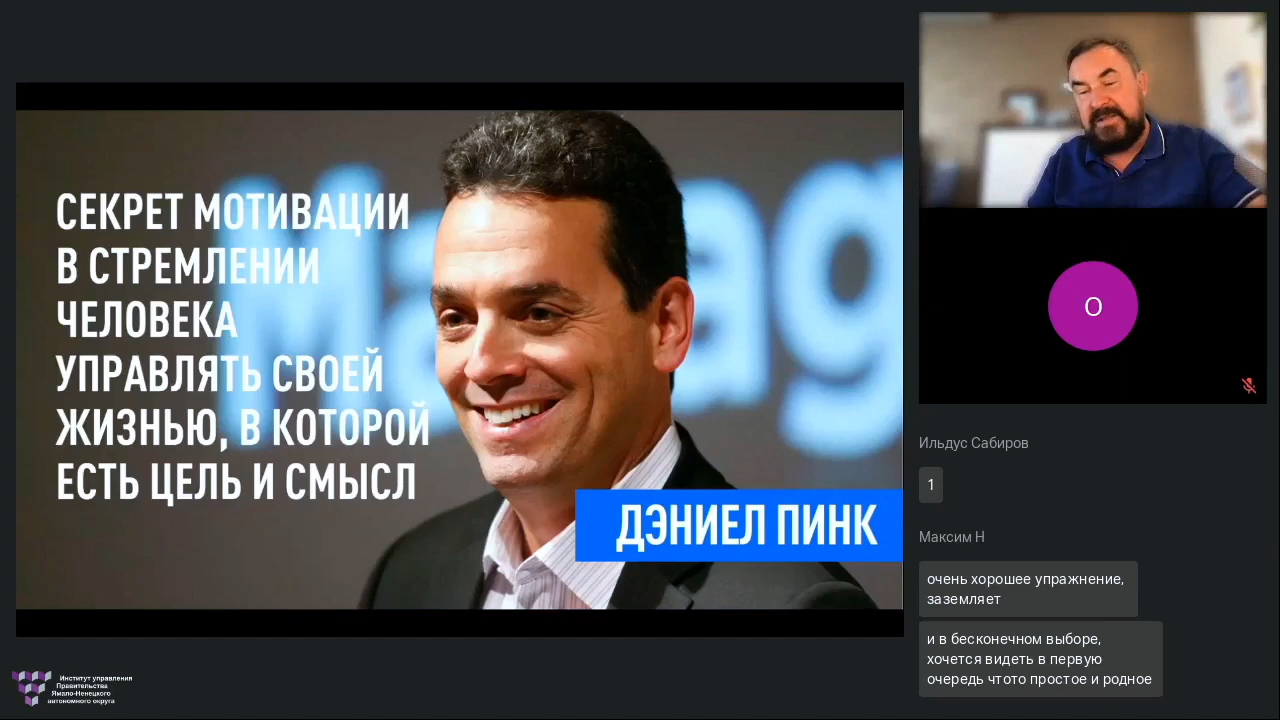 СЕКРЕТ МОТИВАЦИИ
В СТРЕМЛЕНИИ
ЧЕЛОВЕКА
УПРАВЛЯТЬ СВОЕЙ
ЖИЗНЬЮ, В КОТОРОЙ
ЕСТЬ ЦЕЛЬ И СМЫСЛ
ДЭНИЕЛ ПИНК
Институт управления
Правительства
Ямало-Ненецкого
автономного округа
О
Ильдус Сабиров
1
Максим Н
очень хорошее упражнение,
заземляет
и в бесконечном выборе,
хочется видеть в первую
очередь чтото простое и родное